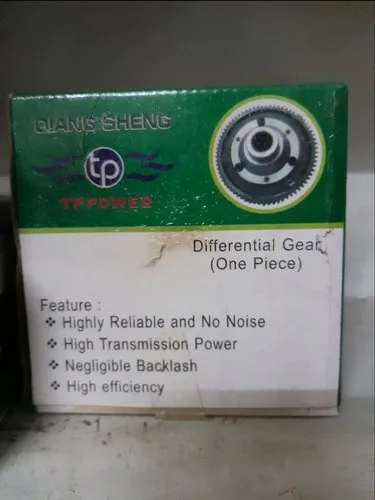 QIANG SHENG
tp
TP POWER
Differential Gear
(One Piece)
Feature :
❖ Highly Reliable and No Noise
❖ High Transmission Power
❖ Negligible Backlash
❖ High efficiency